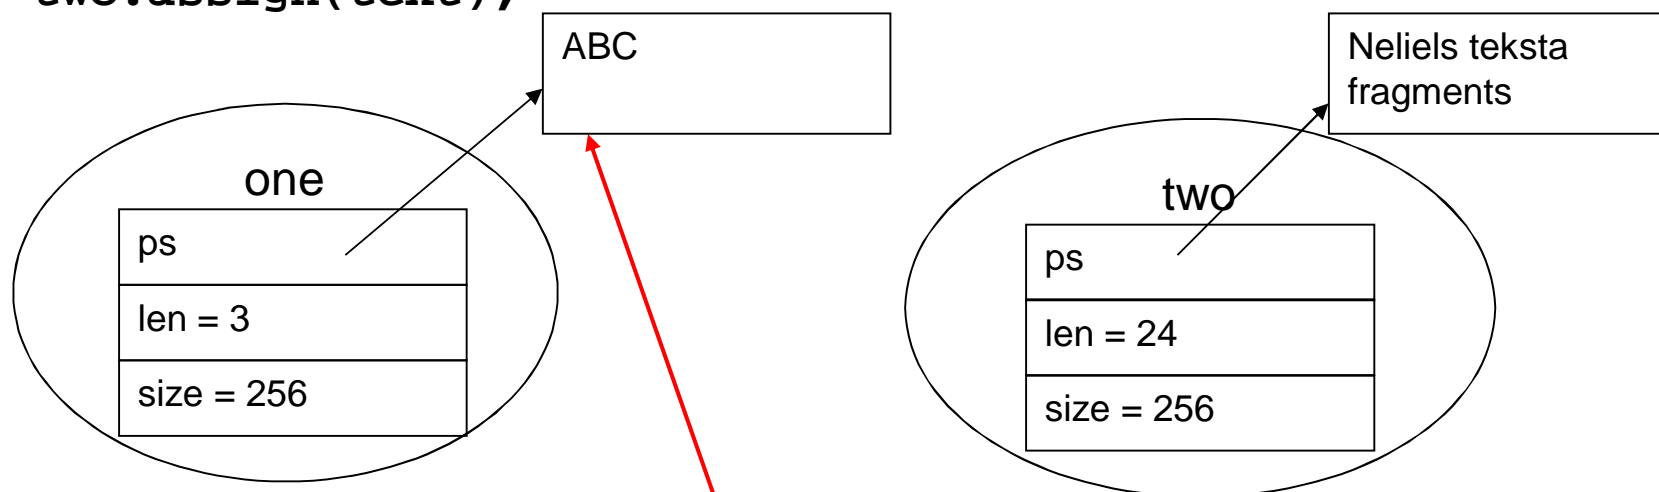 ABC
Neliels teksta
fragments
one
ps
len = 3
size = 256
two
ps
len = 24
size = 256